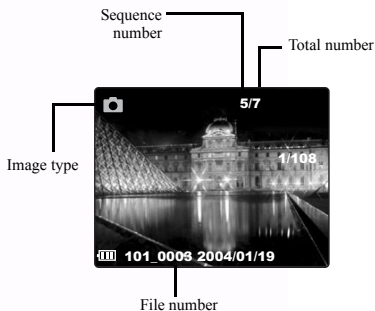 Sequence
number
Total number
5/7
1/108
Image type
101_0003 2004/01/19
File number